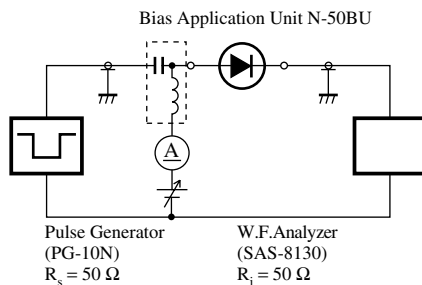 Bias Application Unit N-50BU
A
Pulse Generator
(PG-10N)
Rs = 50 Ω
W.F.Analyzer
(SAS-8130)
Ri = 50 Ω